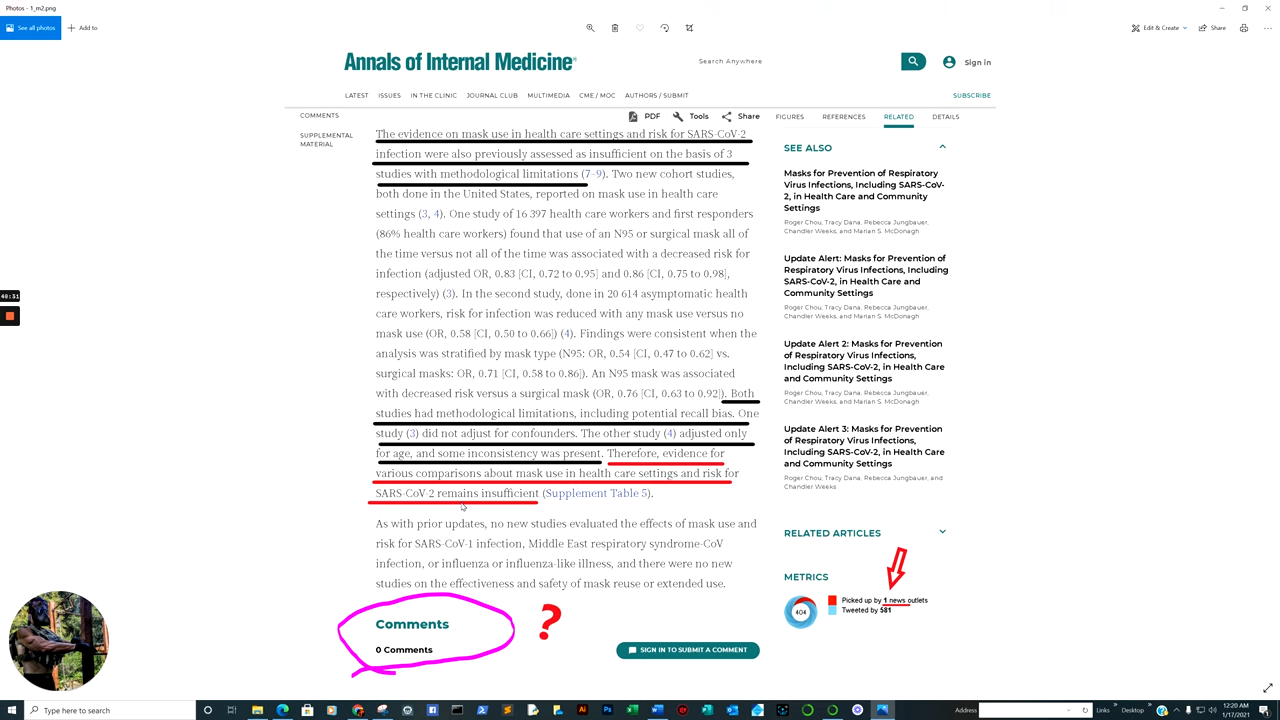 Photos - 1_m2.png
See all photos
Add to
Edit & Create
Share
Annals of Internal Medicine
Search Anywhere
Sign in
LATEST ISSUES IN THE CLINIC JOURNAL CLUB MULTIMEDIA CME / MOC AUTHORS / SUBMIT
SUBSCRIBE
COMMENTS
SUPPLEMENTAL
MATERIAL
PDF Tools Share
FIGURES REFERENCES RELATED DETAILS
The evidence on mask use in health care settings and risk for SARS-CoV-2
infection were also previously assessed as insufficient on the basis of 3
studies with methodological limitations (7–9). Two new cohort studies,
both done in the United States, reported on mask use in health care
settings (3, 4). One study of 16 397 health care workers and first responders
(86% health care workers) found that use of an N95 or surgical mask all of
the time versus not all of the time was associated with a decreased risk for
infection (adjusted OR, 0.83 [CI, 0.72 to 0.95] and 0.86 [CI, 0.75 to 0.98],
respectively) (3). In the second study, done in 20 614 asymptomatic health
care workers, risk for infection was reduced with any mask use versus no
mask use (OR, 0.58 [CI, 0.50 to 0.66]) (4). Findings were consistent when the
analysis was stratified by mask type (N95: OR, 0.54 [CI, 0.47 to 0.62] vs.
surgical masks: OR, 0.71 [CI, 0.58 to 0.86]). An N95 mask was associated
with decreased risk versus a surgical mask (OR, 0.76 [CI, 0.63 to 0.92]). Both
studies had methodological limitations, including potential recall bias. One
study (3) did not adjust for confounders. The other study (4) adjusted only
for age, and some inconsistency was present. Therefore, evidence for
various comparisons about mask use in health care settings and risk for
SARS-CoV-2 remains insufficient (Supplement Table 5).
As with prior updates, no new studies evaluated the effects of mask use and
risk for SARS-CoV-1 infection, Middle East respiratory syndrome-CoV
infection, or influenza or influenza-like illness, and there were no new
studies on the effectiveness and safety of mask reuse or extended use.
Comments
0 Comments
?
SIGN IN TO SUBMIT A COMMENT
SEE ALSO
Masks for Prevention of Respiratory
Virus Infections, Including SARS-CoV-
2, in Health Care and Community
Settings
Roger Chou, Tracy Dana, Rebecca Jungbauer,
Chandler Weeks, and Marian S. McDonagh
Update Alert: Masks for Prevention of
Respiratory Virus Infections, Including
SARS-CoV-2, in Health Care and
Community Settings
Roger Chou, Tracy Dana, Rebecca Jungbauer,
Chandler Weeks, and Marian S. McDonagh
Update Alert 2: Masks for Prevention
of Respiratory Virus Infections,
Including SARS-CoV-2, in Health Care
and Community Settings
Roger Chou, Tracy Dana, Rebecca Jungbauer,
Chandler Weeks, and Marian S. McDonagh
Update Alert 3: Masks for Prevention
of Respiratory Virus Infections,
Including SARS-CoV-2, in Health Care
and Community Settings
Roger Chou, Tracy Dana, Rebecca Jungbauer, and
Chandler Weeks
RELATED ARTICLES
METRICS
404
Picked up by 1 news outlets
Tweeted by 581
48:31
Type here to search
Address
Links
Desktop
12:20 AM
1/17/2021